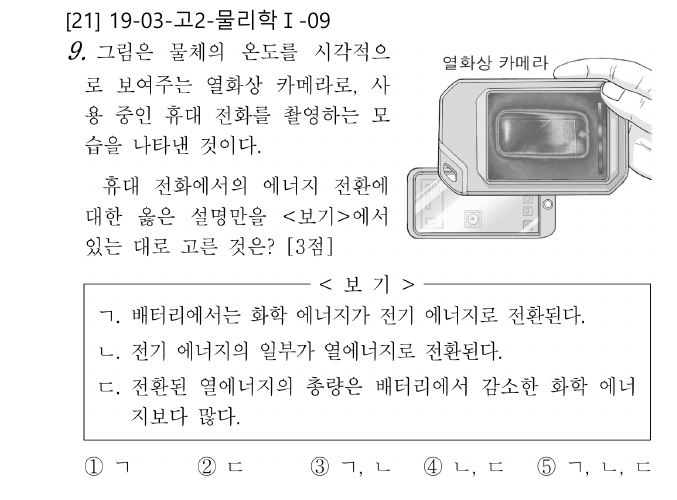 [21] 19-03-고2-물리학Ⅰ-09
9. 그림은 물체의 온도를 시각적으
로 보여주는 열화상 카메라로, 사
용 중인 휴대 전화를 촬영하는 모
습을 나타낸 것이다.
열화상 카메라
휴대 전화에서의 에너지 전환에
대한 옳은 설명만을 <보기>에서
있는 대로 고른 것은? [3점]
< 보 기 >
ㄱ. 배터리에서는 화학 에너지가 전기 에너지로 전환된다.
ㄴ. 전기 에너지의 일부가 열에너지로 전환된다.
ㄷ. 전환된 열에너지의 총량은 배터리에서 감소한 화학 에너
지보다 많다.
① ㄱ ② ㄷ ③ ㄱ, ㄴ ④ ㄴ, ㄷ ⑤ ㄱ, ㄴ, ㄷ